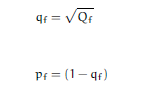 q_f = √Q_f
p_f = (1 − q_f)